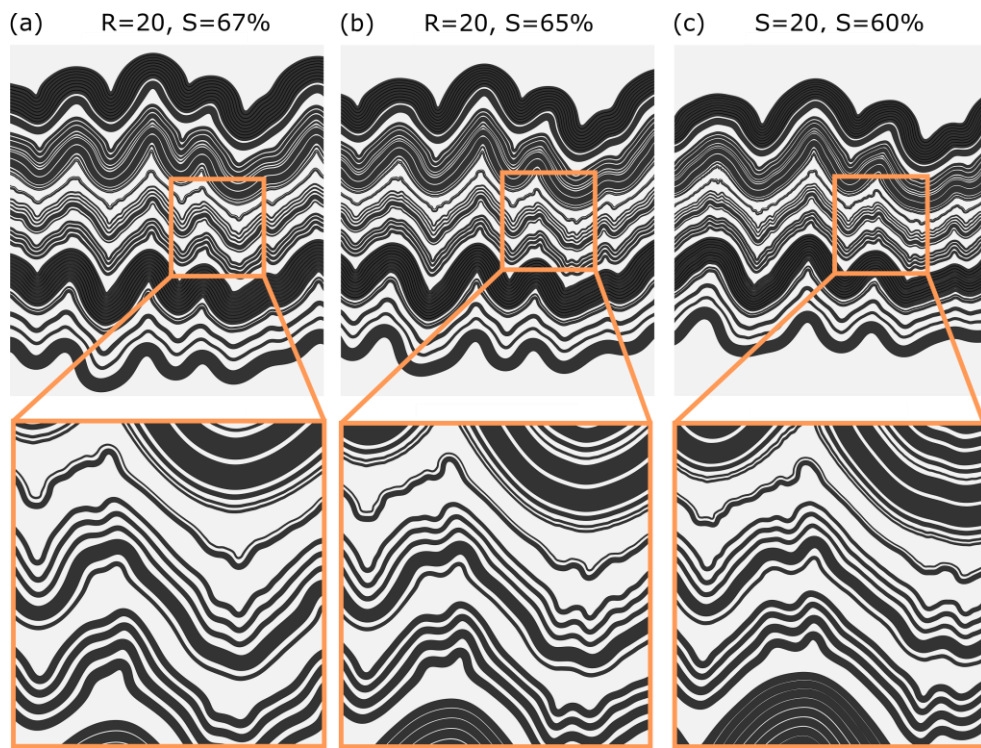 (a) R=20, S=67%
(b) R=20, S=65%
(c) S=20, S=60%